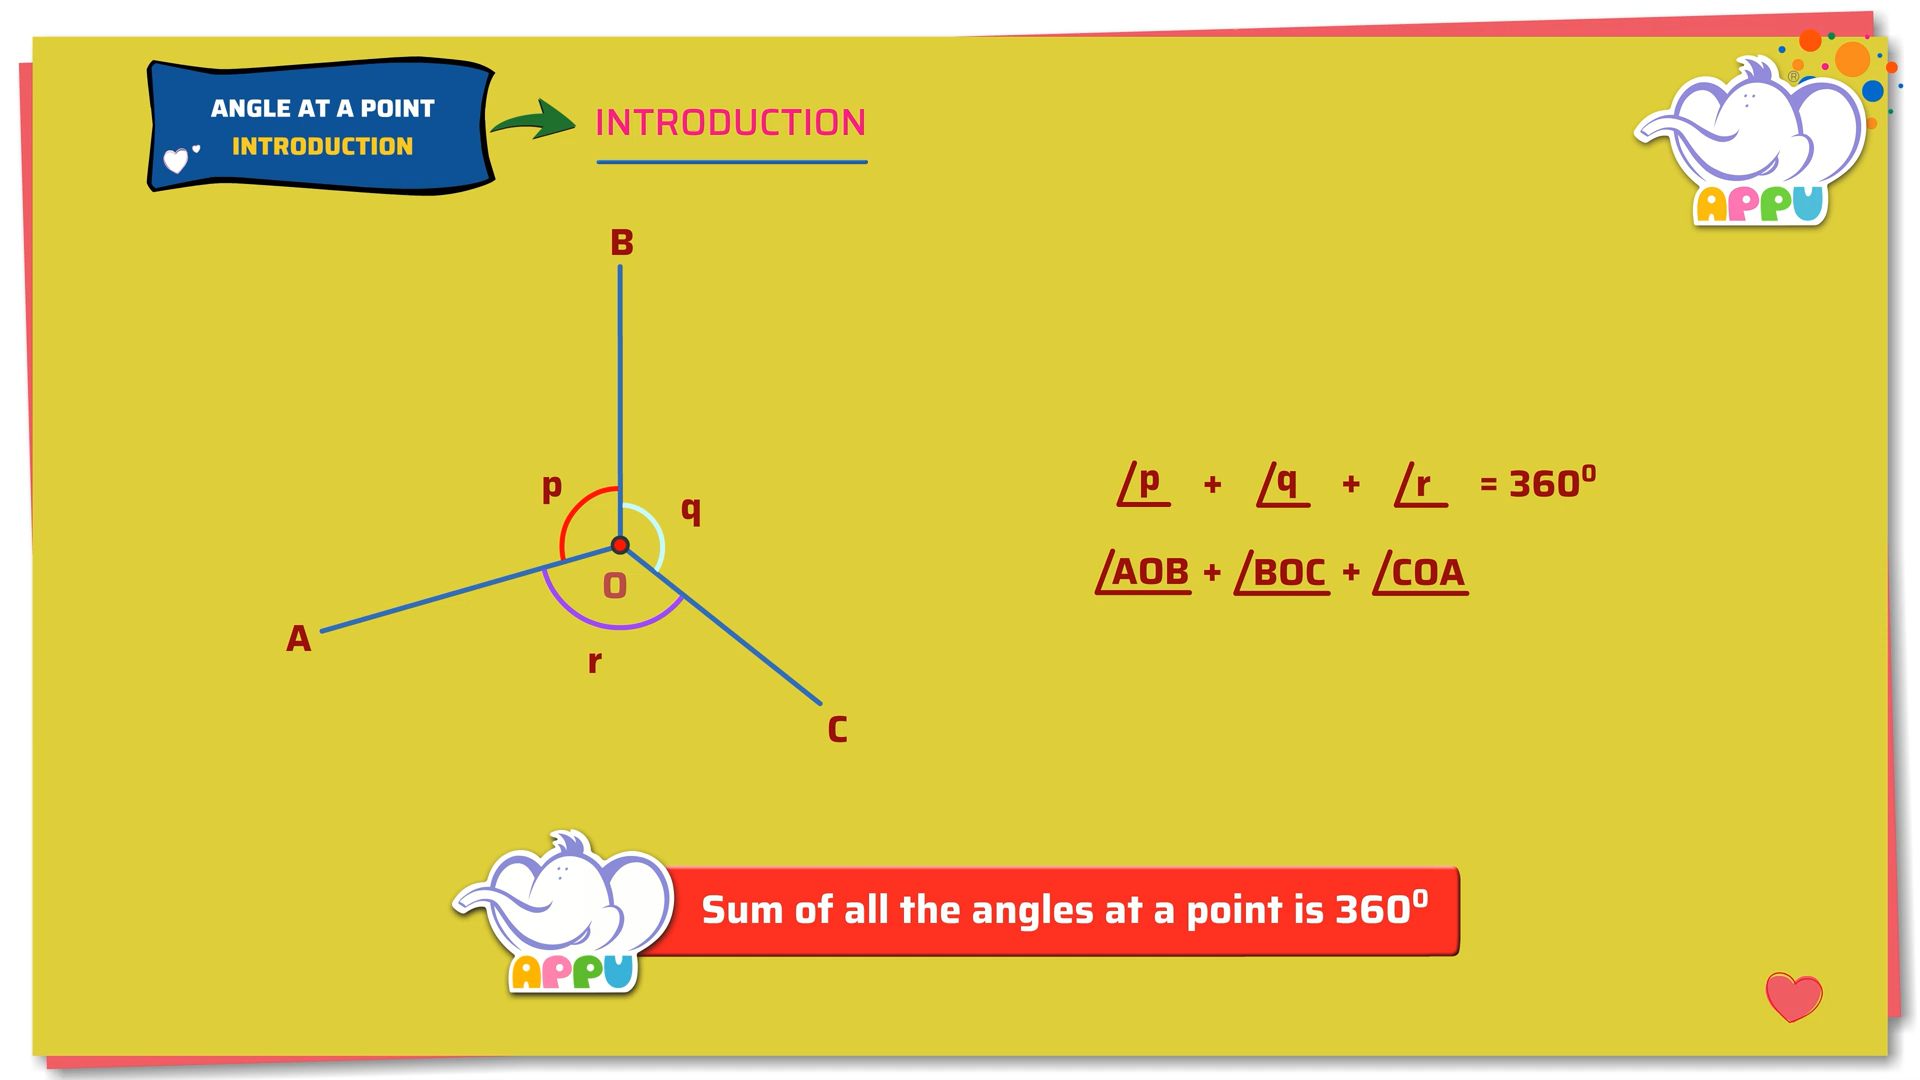 ANGLE AT A POINT
INTRODUCTION
INTRODUCTION
®
APPU
B
p
q
O
A
r
C
∠p + ∠q + ∠r = 360⁰
∠AOB + ∠BOC + ∠COA
Sum of all the angles at a point is 360⁰
APPU